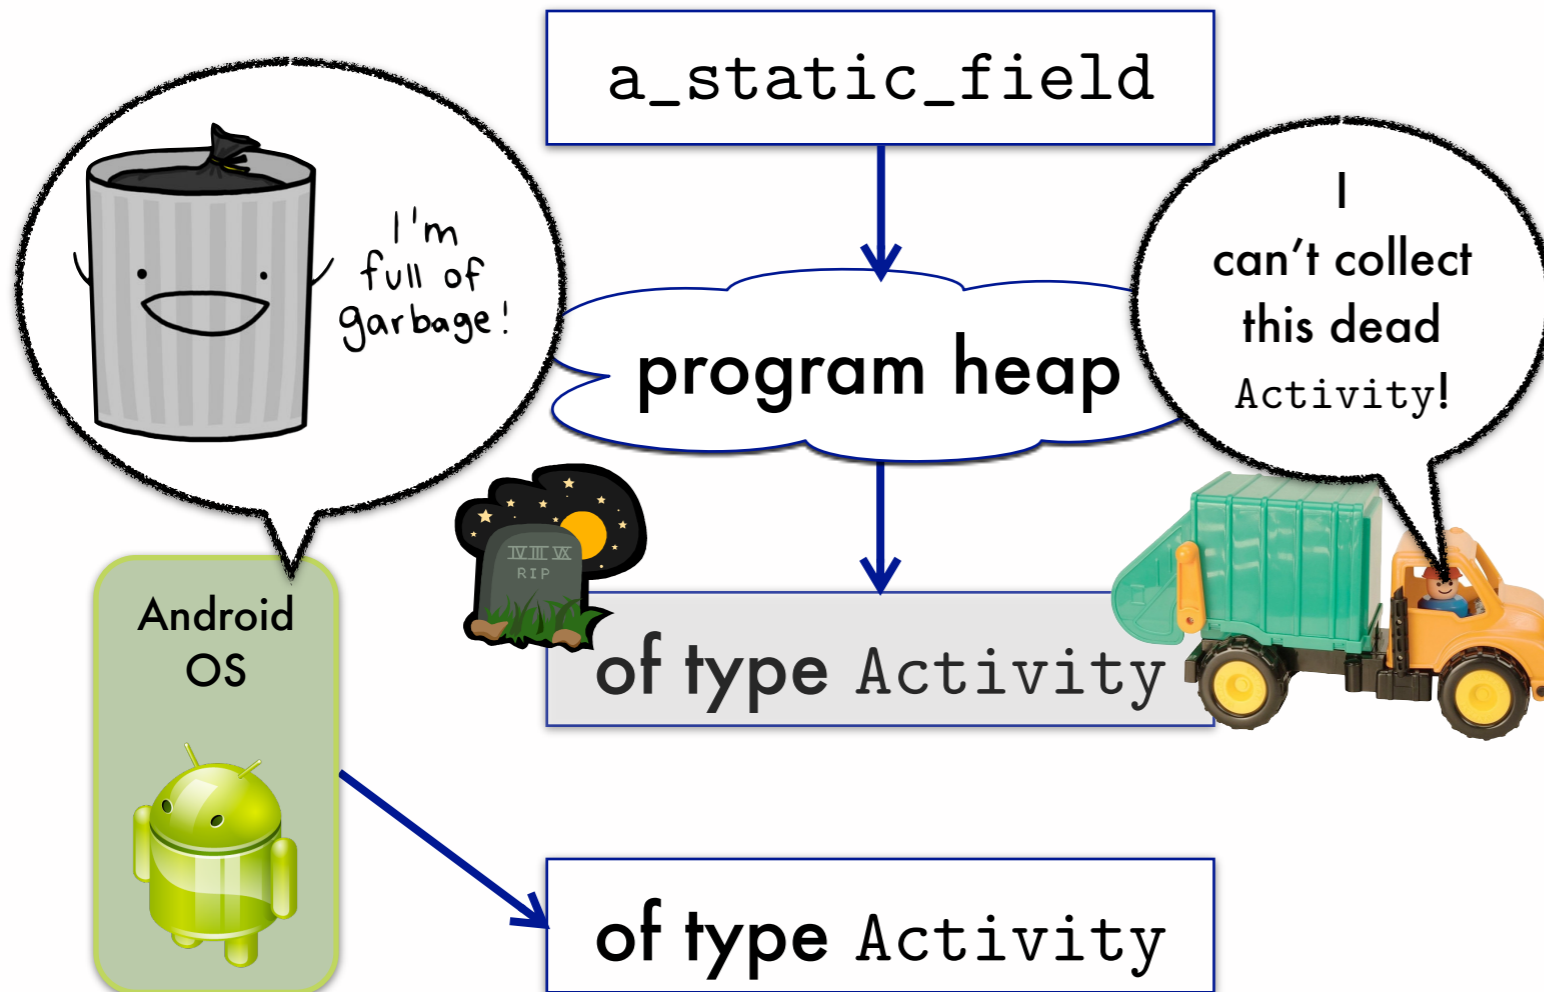 a_static_field
I'm
full of
garbage!
I
can't collect
this dead
Activity!
program heap
IV III VX
RIP
Android
OS
of type Activity
of type Activity